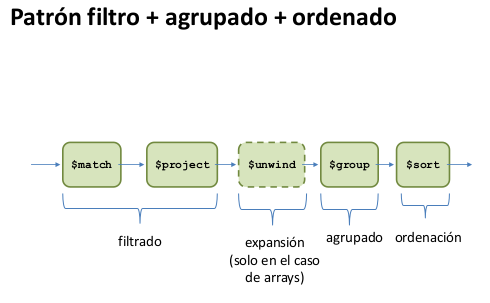 Patrón filtro + agrupado + ordenado
$match
$project
$unwind
$group
$sort
filtrado
expansión
(solo en el caso
de arrays)
agrupado
ordenación